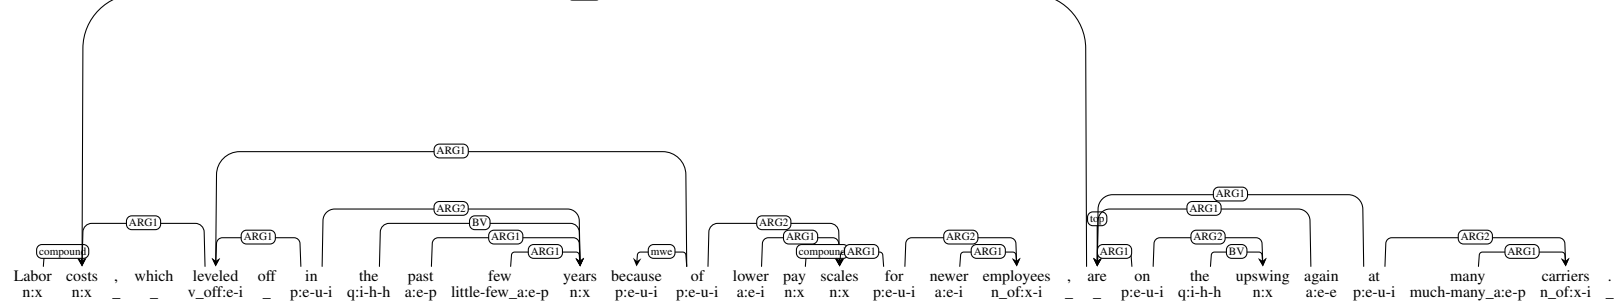 ARG1
ARG1
ARG2 ARG1
ARG1 BV ARG2  top
ARG1 ARG1 ARG1 ARG2 ARG2 ARG2
compound ARG1 mwe compound ARG1 ARG1 ARG1 BV ARG1
Labor costs , which leveled off in the past few years because of lower pay scales for newer employees , are on the upswing again at many carriers .
n:x n:x _ _ v_off:e-i _ p:e-u-i q:i-h-h a:e-p little-few_a:e-p n:x p:e-u-i p:e-u-i a:e-i n:x n:x p:e-u-i a:e-i n_of:x-i _ _ p:e-u-i q:i-h-h n:x a:e-e p:e-u-i much-many_a:e-p n_of:x-i _